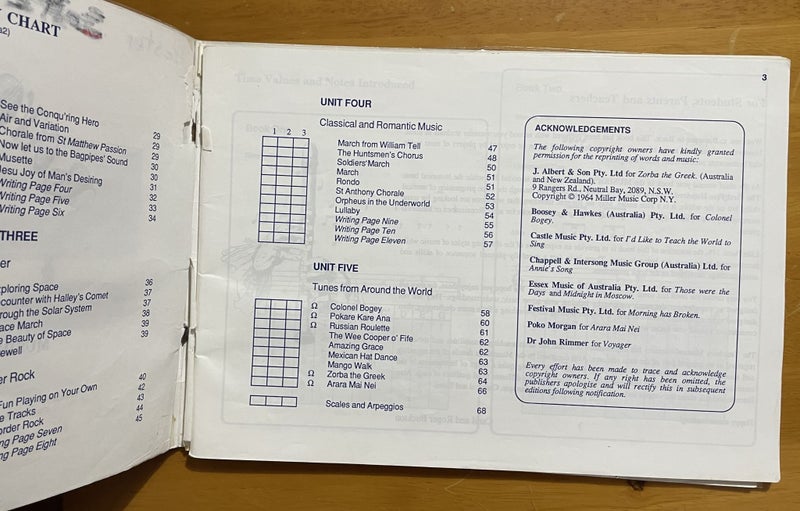 CHART
a2)
See the Conqu'ring Hero 29
Air and Variation 29
Chorale from St Matthew Passion 29
Now let us to the Bagpipes' Sound 30
Musette 30
Jesu Joy of Man's Desiring 31
Writing Page Four 32
Writing Page Five 33
Writing Page Six 34
THREE
er
xploring Space 36
counter with Halley's Comet 37
rough the Solar System 37
ace March 38
e Beauty of Space 39
ewell 39
er Rock
Fun Playing on Your Own 40
e Tracks 42
order Rock 43
ng Page Seven 44
ng Page Eight 45
3
UNIT FOUR
1 2 3
Classical and Romantic Music
March from William Tell 47
The Huntsmen's Chorus 48
Soldiers' March 50
March 51
Rondo 51
St Anthony Chorale 52
Orpheus in the Underworld 53
Lullaby 54
Writing Page Nine 55
Writing Page Ten 56
Writing Page Eleven 57
UNIT FIVE
Tunes from Around the World
Ω Colonel Bogey 58
Ω Pokare Kare Ana 60
Ω Russian Roulette 61
The Wee Cooper o' Fife 62
Amazing Grace 62
Mexican Hat Dance 63
Mango Walk 63
Ω Zorba the Greek 64
Ω Arara Mai Nei 66
Scales and Arpeggios 68
ACKNOWLEDGEMENTS
The following copyright owners have kindly granted
permission for the reprinting of words and music:
J. Albert & Son Pty. Ltd for Zorba the Greek. (Australia
and New Zealand).
9 Rangers Rd., Neutral Bay, 2089, N.S.W.
Copyright © 1964 Miller Music Corp N.Y.
Boosey & Hawkes (Australia) Pty. Ltd. for Colonel
Bogey.
Castle Music Pty. Ltd. for I'd Like to Teach the World to
Sing
Chappell & Intersong Music Group (Australia) Ltd. for
Annie's Song
Essex Music of Australia Pty. Ltd. for Those were the
Days and Midnight in Moscow.
Festival Music Pty. Ltd. for Morning has Broken.
Poko Morgan for Arara Mai Nei
Dr John Rimmer for Voyager
Every effort has been made to trace and acknowledge
copyright owners. If any right has been omitted, the
publishers apologise and will rectify this in subsequent
editions following notification.